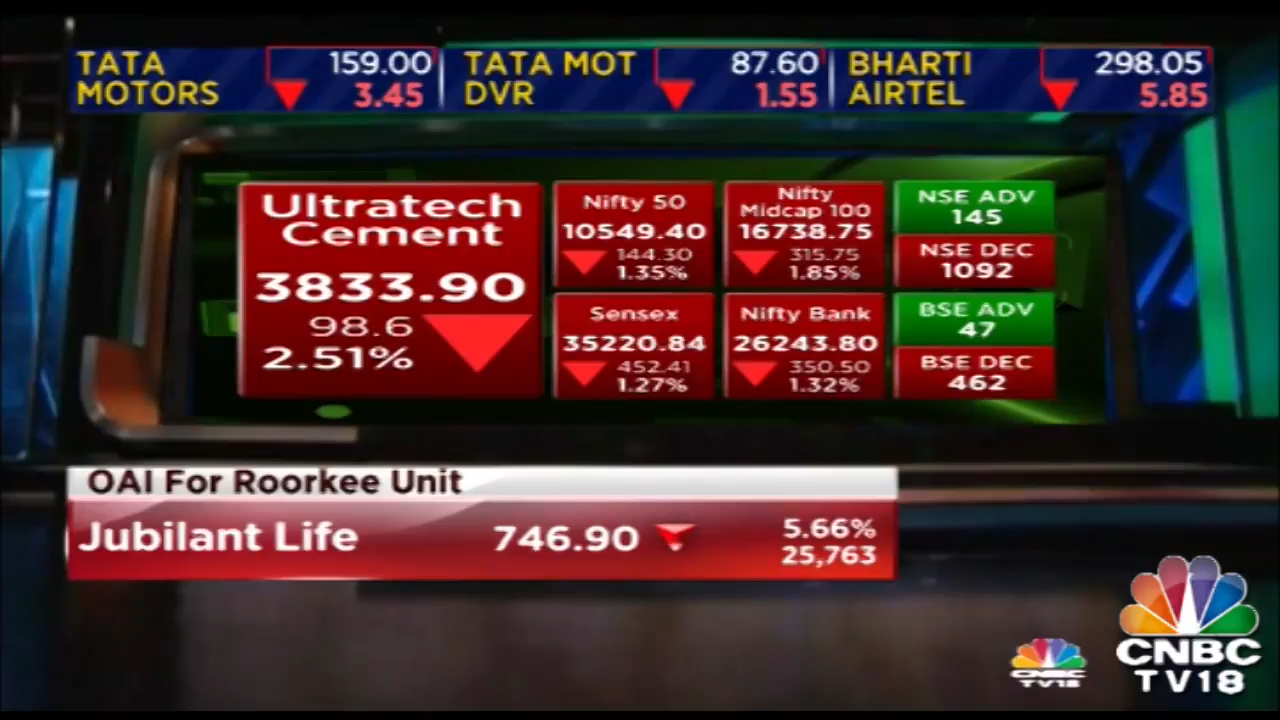 TATA MOTORS 159.00 3.45
TATA MOT DVR 87.60 1.55
BHARTI AIRTEL 298.05 5.85
Ultratech
Cement
3833.90
98.6
2.51%
Nifty 50
10549.40
144.30
1.35%
Nifty
Midcap 100
16738.75
315.75
1.85%
NSE ADV
145
NSE DEC
1092
Sensex
35220.84
452.41
1.27%
Nifty Bank
26243.80
350.50
1.32%
BSE ADV
47
BSE DEC
462
OAI For Roorkee Unit
Jubilant Life 746.90 5.66%
25,763
CNBC
TV18
CNBC
TV18